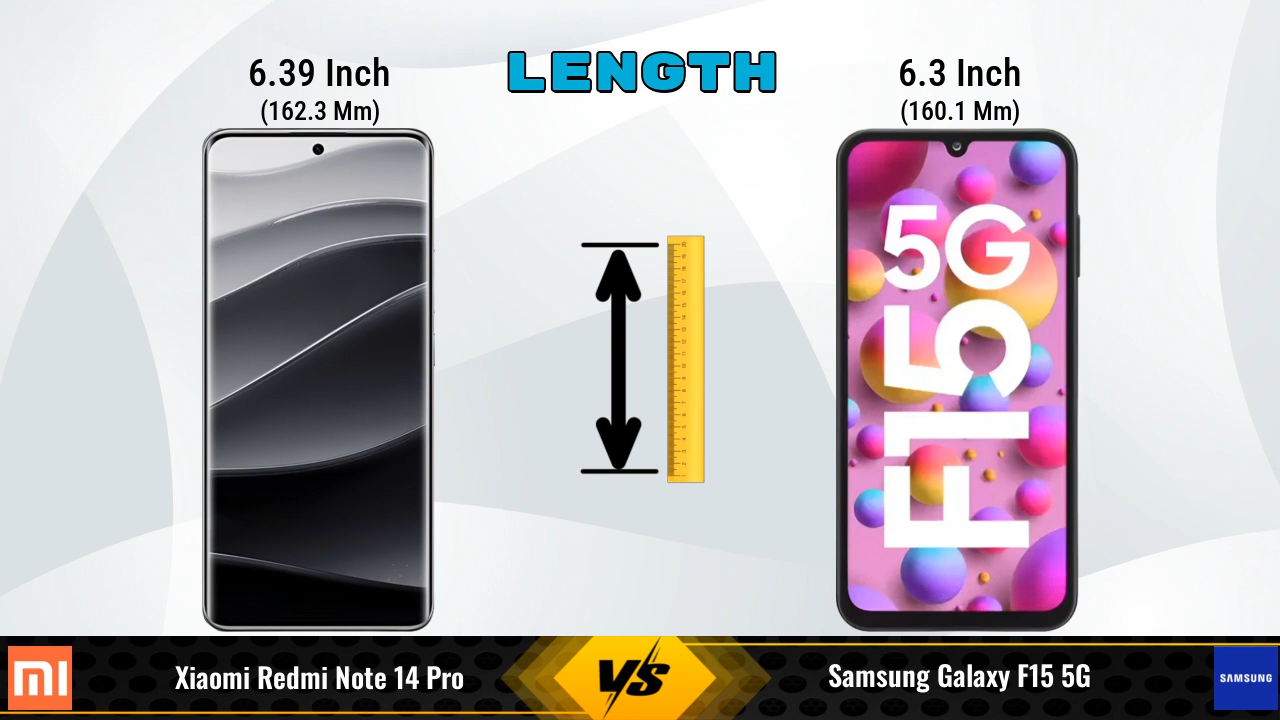 LENGTH
6.39 Inch
(162.3 Mm)
6.3 Inch
(160.1 Mm)
5G
F15
MI
Xiaomi Redmi Note 14 Pro
VS
Samsung Galaxy F15 5G
SAMSUNG